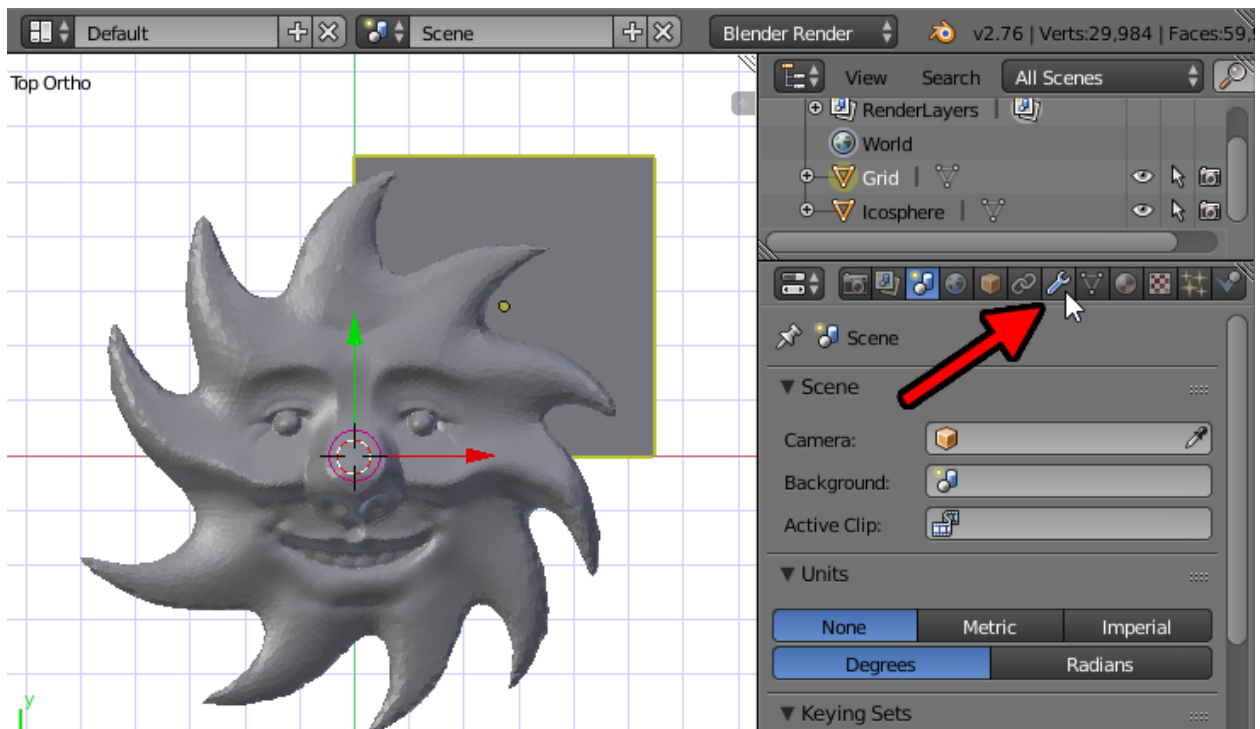 Default
Scene
Blender Render
v2.76 | Verts:29,984 | Faces:59,
Top Ortho
View Search All Scenes
RenderLayers |
World
Grid |
Icosphere |
Scene
Scene
Camera:
Background:
Active Clip:
Units
None Metric Imperial
Degrees Radians
Keying Sets
y